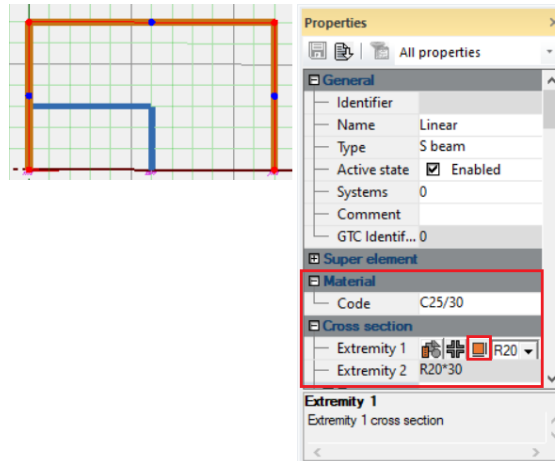 Properties
All properties
General
Identifier
Name Linear
Type S beam
Active state Enabled
Systems 0
Comment
GTC Identif... 0
Super element
Material
Code C25/30
Cross section
Extremity 1 R20
Extremity 2 R20*30
Extremity 1
Extremity 1 cross section